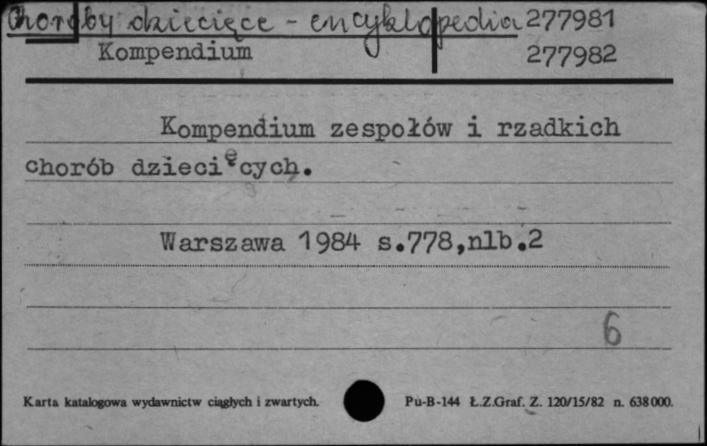 Choroby dziecięce - encyklopedia 277981
Kompendium 277982
Kompendium zespołów i rzadkich
chorób dziecięcych.
Warszawa 1984 s.778,nlb.2
6
Karta katalogowa wydawnictw ciągłych i zwartych. Pu-B-144 Ł.Z.Graf. Z. 120/15/82 n. 638000.